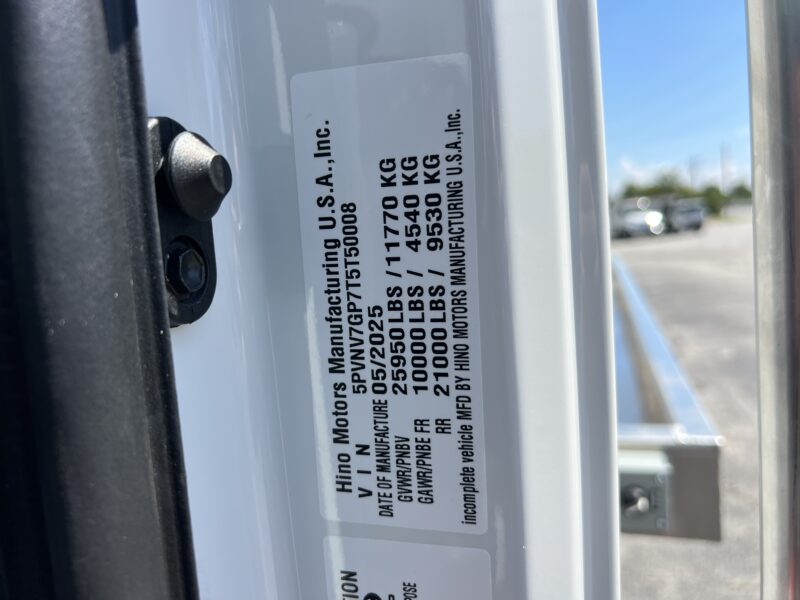 Hino Motors Manufacturing U.S.A.,Inc.
VIN 5PVNV7GP7T5T50008
DATE OF MANUFACTURE 05/2025
GVWR/PNBV 25950 LBS /11770 KG
GAWR/PNBE FR 10000 LBS / 4540 KG
RR 21000 LBS / 9530 KG
incomplete vehicle MFD BY HINO MOTORS MANUFACTURING U.S.A.,Inc.